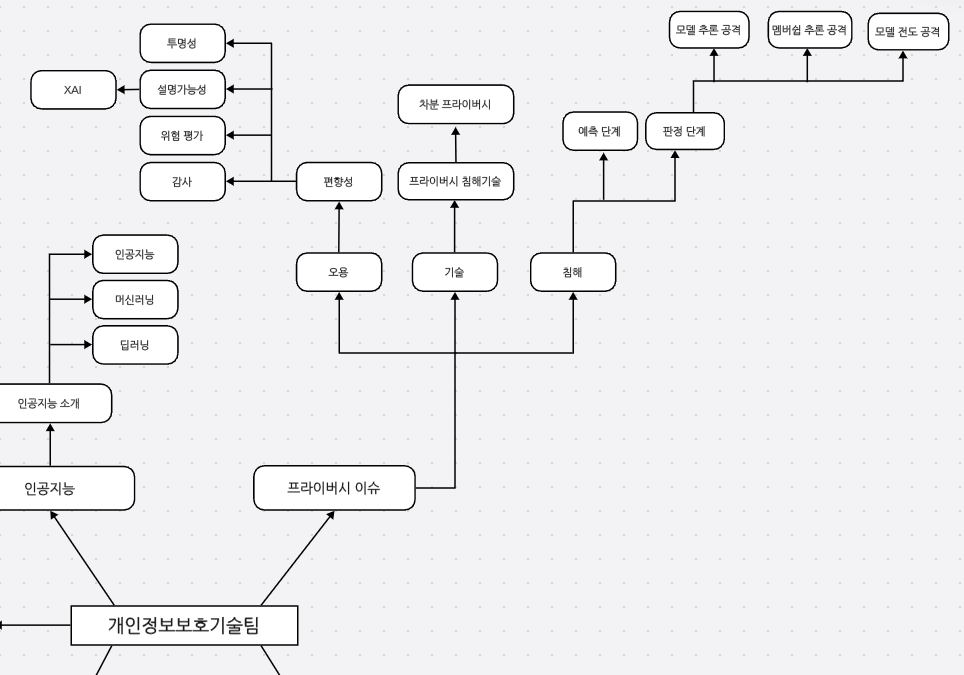 모델 추론 공격
멤버쉽 추론 공격
모델 전도 공격
투명성
XAI
설명가능성
차분 프라이버시
위험 평가
예측 단계
판정 단계
감사
편향성
프라이버시 침해기술
인공지능
오용
기술
침해
머신러닝
딥러닝
인공지능 소개
인공지능
프라이버시 이슈
개인정보보호기술팀